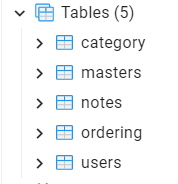 Tables (5)
category
masters
notes
ordering
users